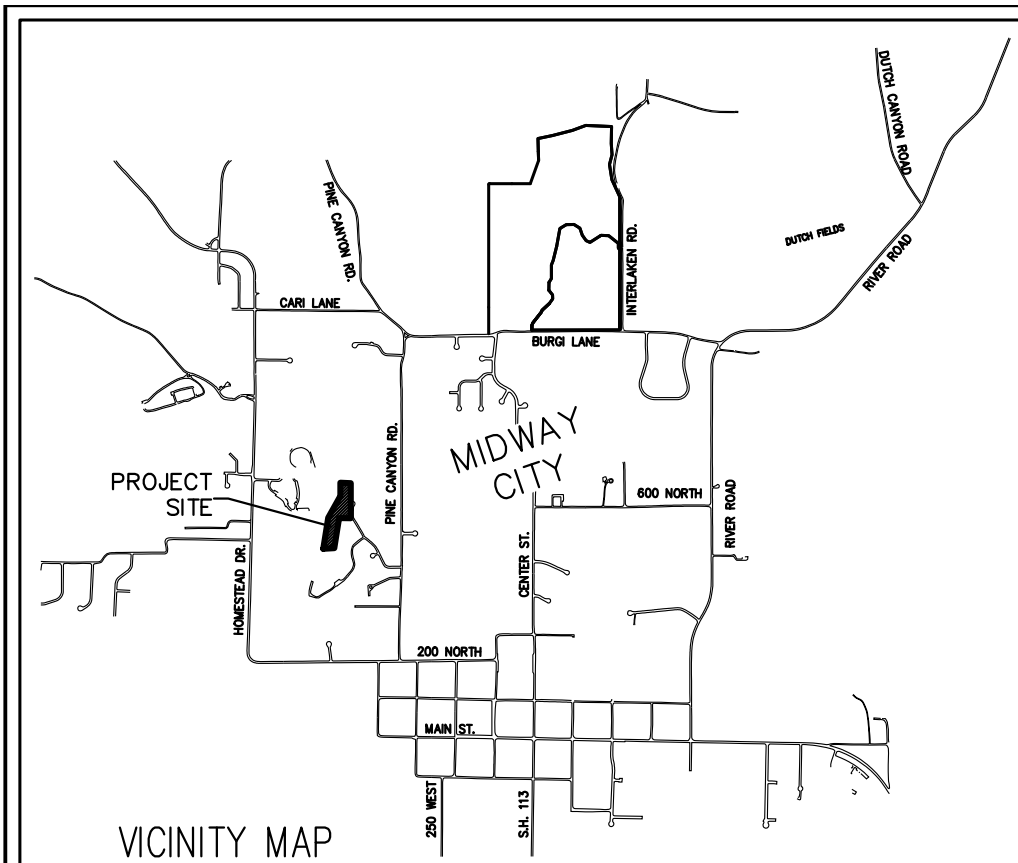 DUTCH CANYON ROAD
PINE CANYON RD.
DUTCH FIELDS
INTERLAKEN RD.
RIVER ROAD
CARI LANE
BURGI LANE
MIDWAY
CITY
PROJECT
SITE
PINE CANYON RD.
600 NORTH
RIVER ROAD
CENTER ST.
HOMESTEAD DR.
200 NORTH
MAIN ST.
250 WEST
S.H. 113
VICINITY MAP